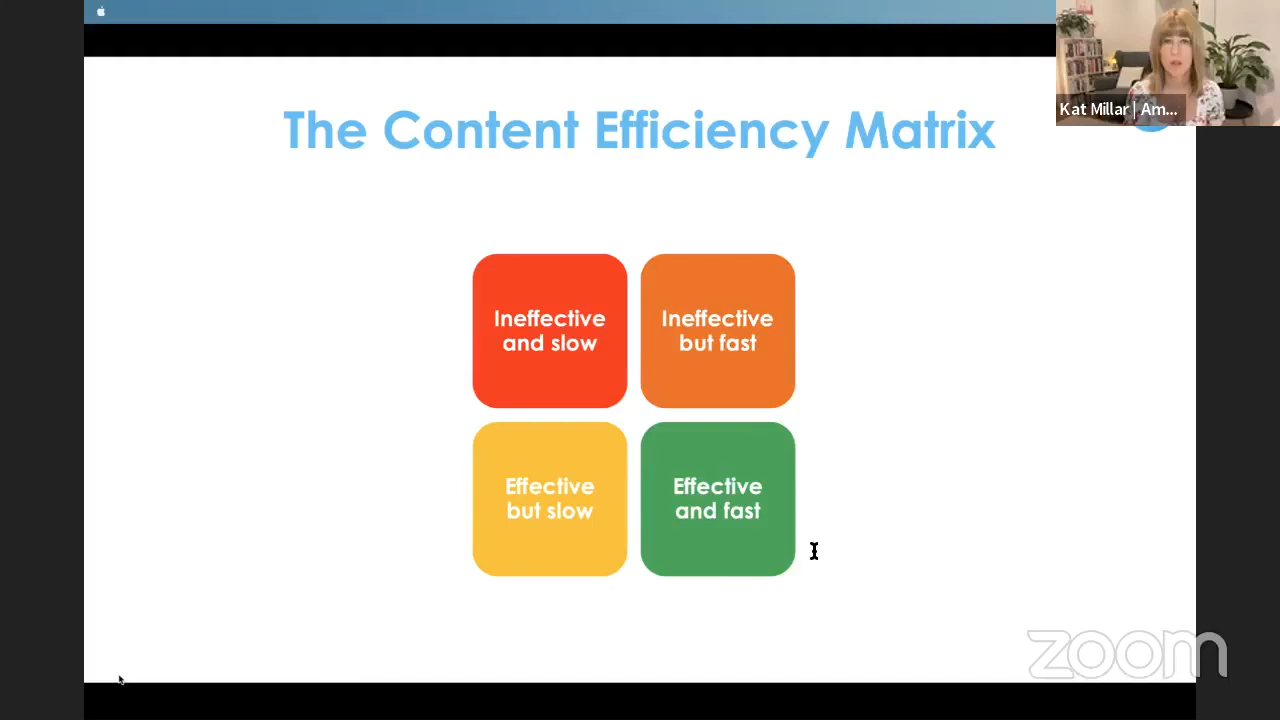 The Content Efficiency Matrix
Kat Millar | Am...
Ineffective
and slow
Ineffective
but fast
Effective
but slow
Effective
and fast
zoom